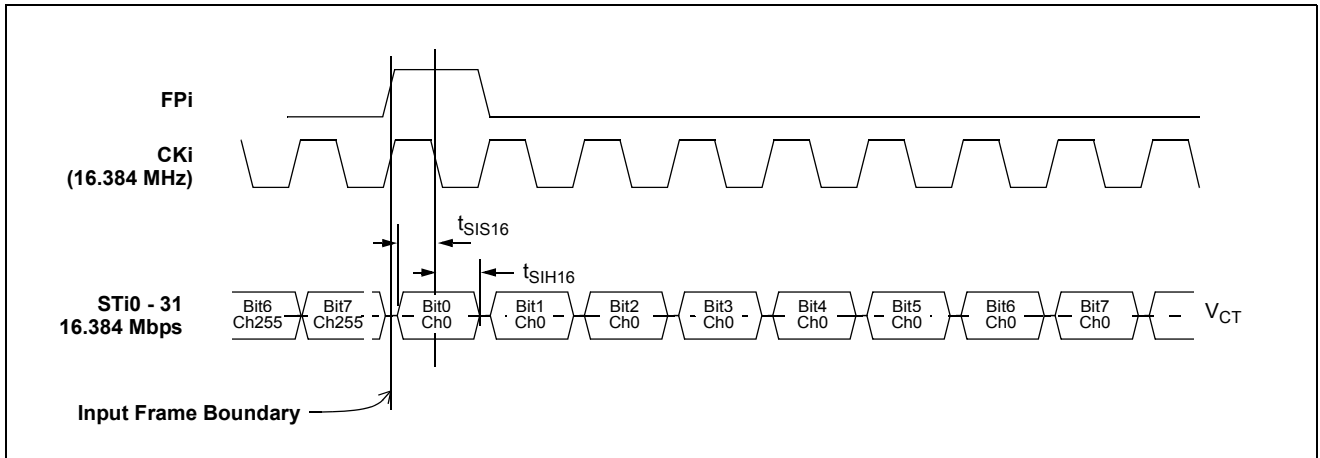 FPi
CKi
(16.384 MHz)
tSIS16
tSIH16
STi0 - 31
16.384 Mbps
Bit6
Ch255
Bit7
Ch255
Bit0
Ch0
Bit1
Ch0
Bit2
Ch0
Bit3
Ch0
Bit4
Ch0
Bit5
Ch0
Bit6
Ch0
Bit7
Ch0
VCT
Input Frame Boundary